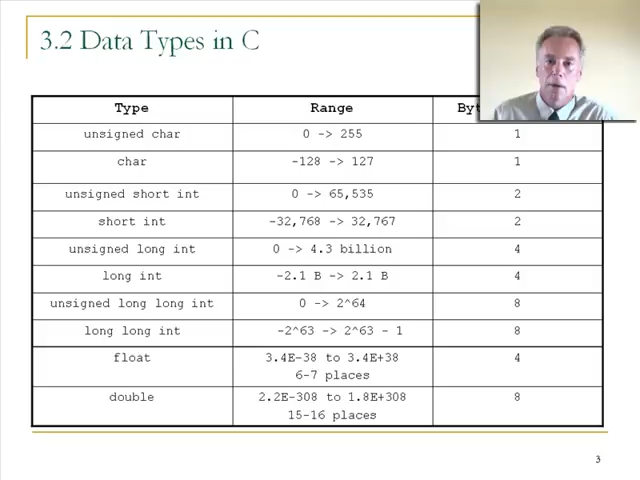 3.2 Data Types in C
Type Range
unsigned char 0 -> 255 1
char -128 -> 127 1
unsigned short int 0 -> 65,535 2
short int -32,768 -> 32,767 2
unsigned long int 0 -> 4.3 billion 4
long int -2.1 B -> 2.1 B 4
unsigned long long int 0 -> 2^64 8
long long int -2^63 -> 2^63 - 1 8
float 3.4E-38 to 3.4E+38 4
6-7 places
double 2.2E-308 to 1.8E+308 8
15-16 places
3